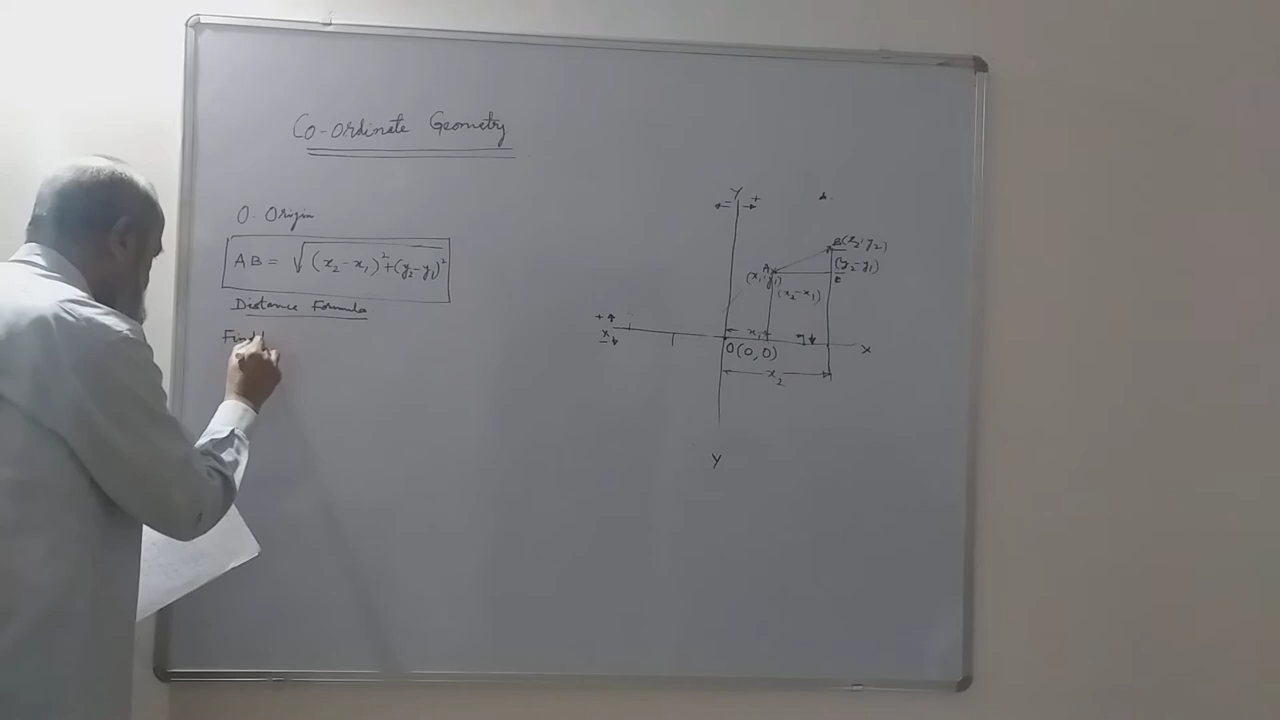 Co-ordinate Geometry
O. Origin
AB = √(x₂-x₁)²+(y₂-y₁)²
Distance Formula
Find
Y
- +
B(x₂, y₂)
A
(x₁, y₁)
(y₂-y₁)
E
(x₂-x₁)
+
X
-
x₁
O(0,0)
X
x₂
Y